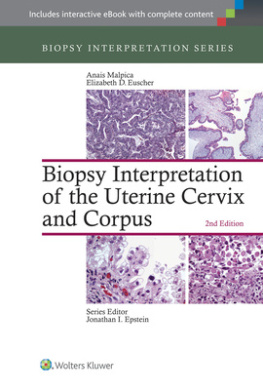 Includes interactive eBook with complete content
BIOPSY INTERPRETATION SERIES
Anais Malpica
Elizabeth D. Euscher
Biopsy Interpretation
of the Uterine Cervix
and Corpus
2nd Edition
Series Editor
Jonathan I. Epstein
Wolters Kluwer